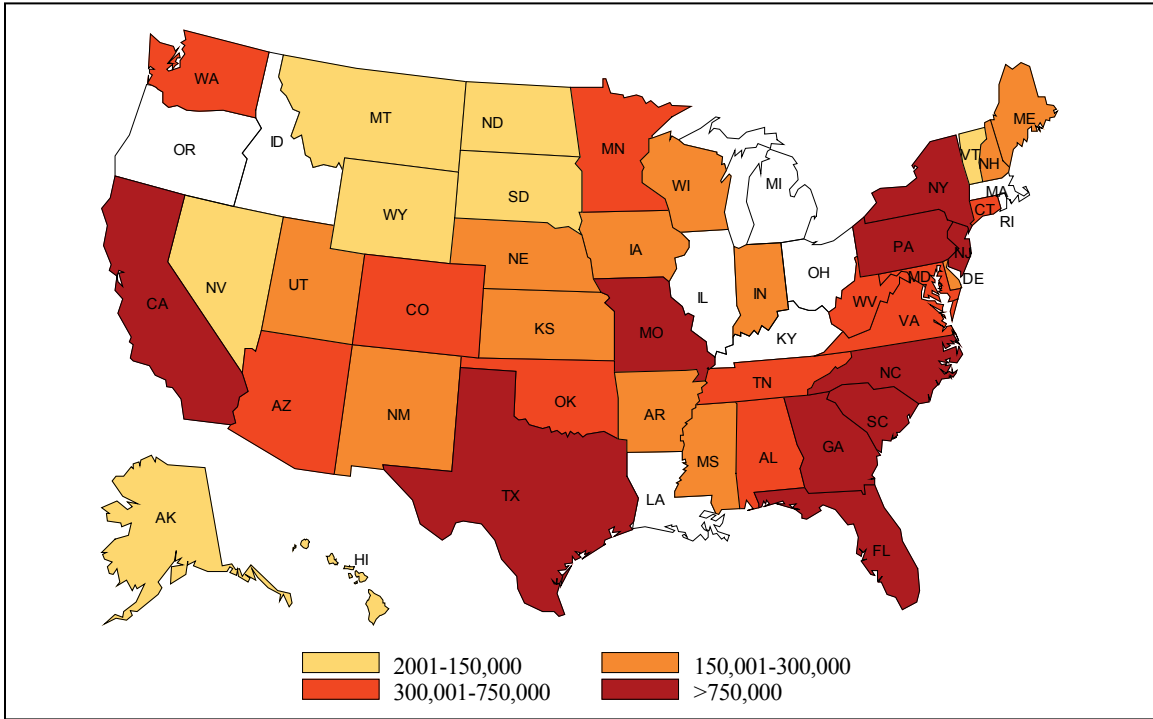 WA
ME
MT
ND
VT
OR
ID
MN
NH
MI
WI
NY
MA
SD
CT
RI
WY
PA
IA
NJ
NE
OH
MD
DE
NV
UT
IL
IN
CA
CO
WV
VA
KS
MO
KY
NC
TN
AZ
OK
NM
AR
SC
MS
AL
GA
TX
LA
AK
FL
HI
2001-150,000
150,001-300,000
300,001-750,000
>750,000